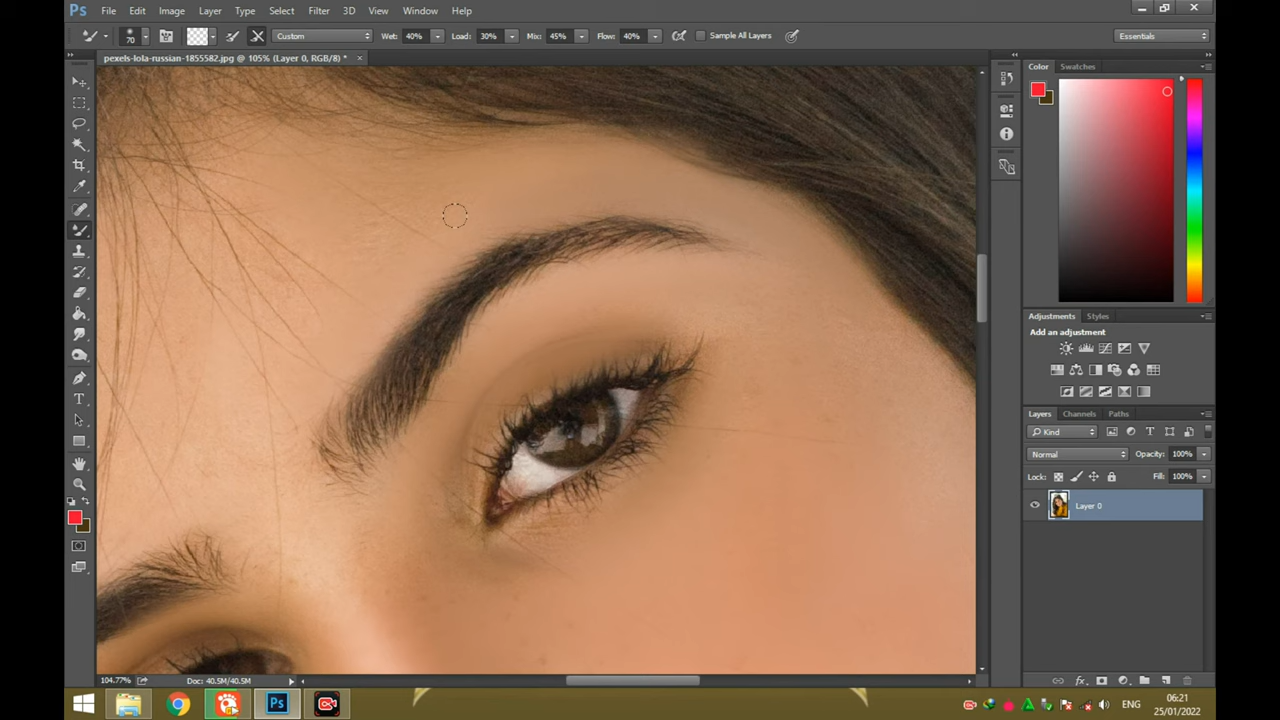 Ps File Edit Image Layer Type Select Filter 3D View Window Help
70 Custom Wet: 40% Load: 30% Mix: 45% Flow: 40% Sample All Layers Essentials
pexels-lola-russian-1855582.jpg @ 105% (Layer 0, RGB/8) * ×
Color Swatches
Adjustments Styles
Add an adjustment
Layers Channels Paths
Kind
Normal Opacity: 100%
Lock: Fill: 100%
Layer 0
104.77% Doc: 40.5M/40.5M
Ps ENG 06:21
25/01/2022